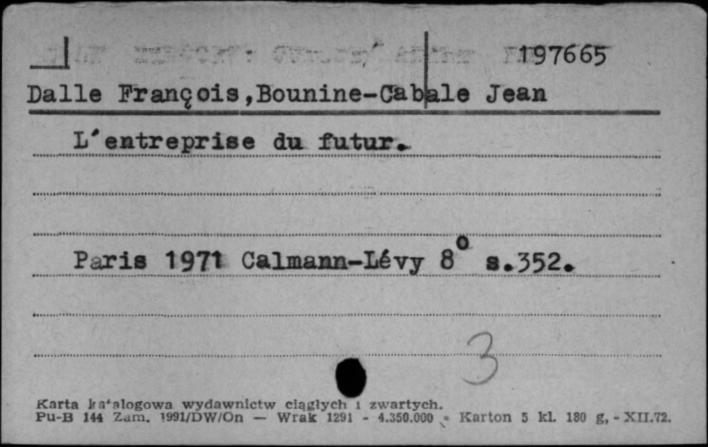 197665
Dalle François,Bounine-Cabale Jean
L'entreprise du futur.
Paris 1971 Calmann-Lévy 8° s.352.
3
Karta katalogowa wydawnictw ciągłych i zwartych.
Pu-B 144 Zam. 1991/DW/On — Wrak 1291 - 4.350.000 - Karton 5 kl. 180 g, - XII.72.